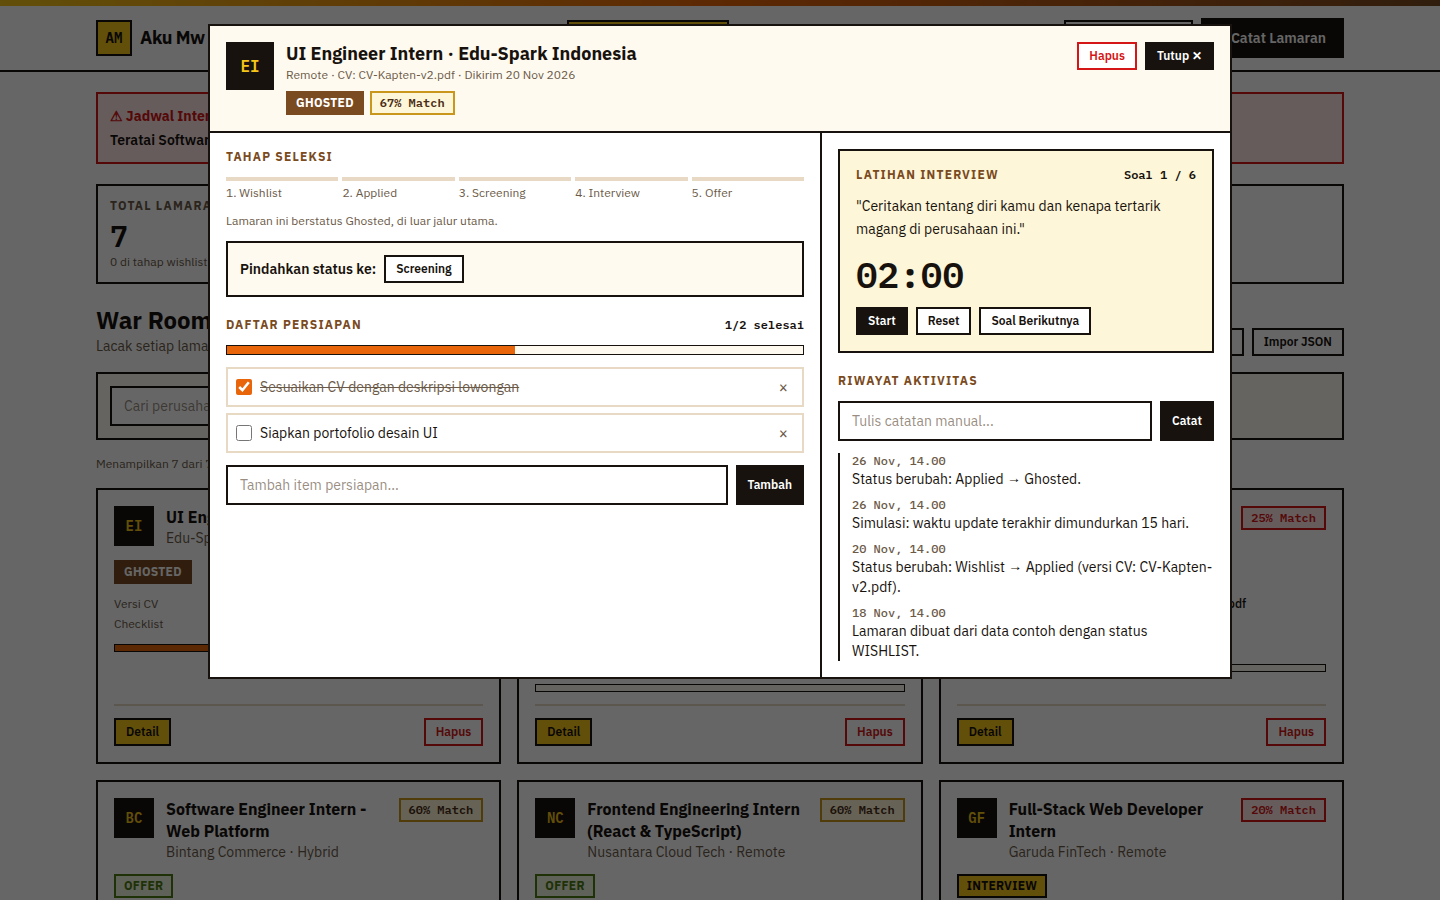 AM Aku Mw
Catat Lamaran
EI
UI Engineer Intern · Edu-Spark Indonesia
Remote · CV: CV-Kapten-v2.pdf · Dikirim 20 Nov 2026
GHOSTED
67% Match
Hapus
Tutup ✕
⚠ Jadwal Inter
Teratai Softwar
TOTAL LAMARA
7
0 di tahap wishlist
War Room
Lacak setiap lama
Impor JSON
Cari perusaha
Menampilkan 7 dari 7
TAHAP SELEKSI
1. Wishlist
2. Applied
3. Screening
4. Interview
5. Offer
Lamaran ini berstatus Ghosted, di luar jalur utama.
Pindahkan status ke:
Screening
DAFTAR PERSIAPAN
1/2 selesai
Sesuaikan CV dengan deskripsi lowongan
×
Siapkan portofolio desain UI
×
Tambah item persiapan...
Tambah
LATIHAN INTERVIEW
Soal 1 / 6
"Ceritakan tentang diri kamu dan kenapa tertarik
magang di perusahaan ini."
02:00
Start
Reset
Soal Berikutnya
RIWAYAT AKTIVITAS
Tulis catatan manual...
Catat
26 Nov, 14.00
Status berubah: Applied → Ghosted.
26 Nov, 14.00
Simulasi: waktu update terakhir dimundurkan 15 hari.
20 Nov, 14.00
Status berubah: Wishlist → Applied (versi CV: CV-Kapten-
v2.pdf).
18 Nov, 14.00
Lamaran dibuat dari data contoh dengan status
WISHLIST.
EI
UI En
Edu-Sp
GHOSTED
Versi CV
Checklist
Detail
Hapus
Detail
Hapus
25% Match
pdf
Detail
Hapus
BC
Software Engineer Intern -
Web Platform
Bintang Commerce · Hybrid
60% Match
OFFER
NC
Frontend Engineering Intern
(React & TypeScript)
Nusantara Cloud Tech · Remote
60% Match
OFFER
GF
Full-Stack Web Developer
Intern
Garuda FinTech · Remote
20% Match
INTERVIEW